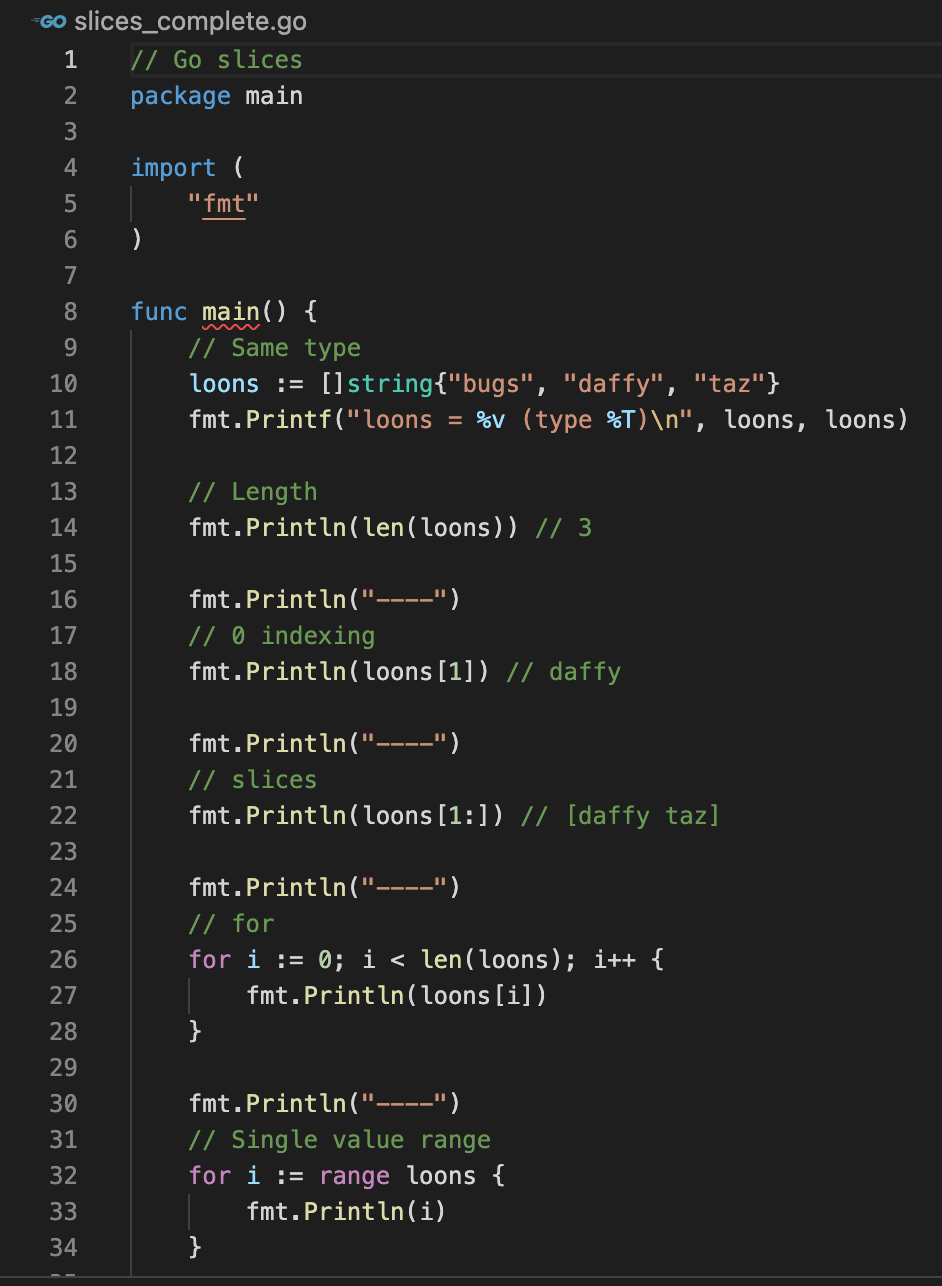 GO slices_complete.go
1 // Go slices
2 package main
3
4 import (
5     "fmt"
6 )
7
8 func main() {
9     // Same type
10     loons := []string{"bugs", "daffy", "taz"}
11     fmt.Printf("loons = %v (type %T)\n", loons, loons)
12
13     // Length
14     fmt.Println(len(loons)) // 3
15
16     fmt.Println("----")
17     // 0 indexing
18     fmt.Println(loons[1]) // daffy
19
20     fmt.Println("----")
21     // slices
22     fmt.Println(loons[1:]) // [daffy taz]
23
24     fmt.Println("----")
25     // for
26     for i := 0; i < len(loons); i++ {
27         fmt.Println(loons[i])
28     }
29
30     fmt.Println("----")
31     // Single value range
32     for i := range loons {
33         fmt.Println(i)
34     }